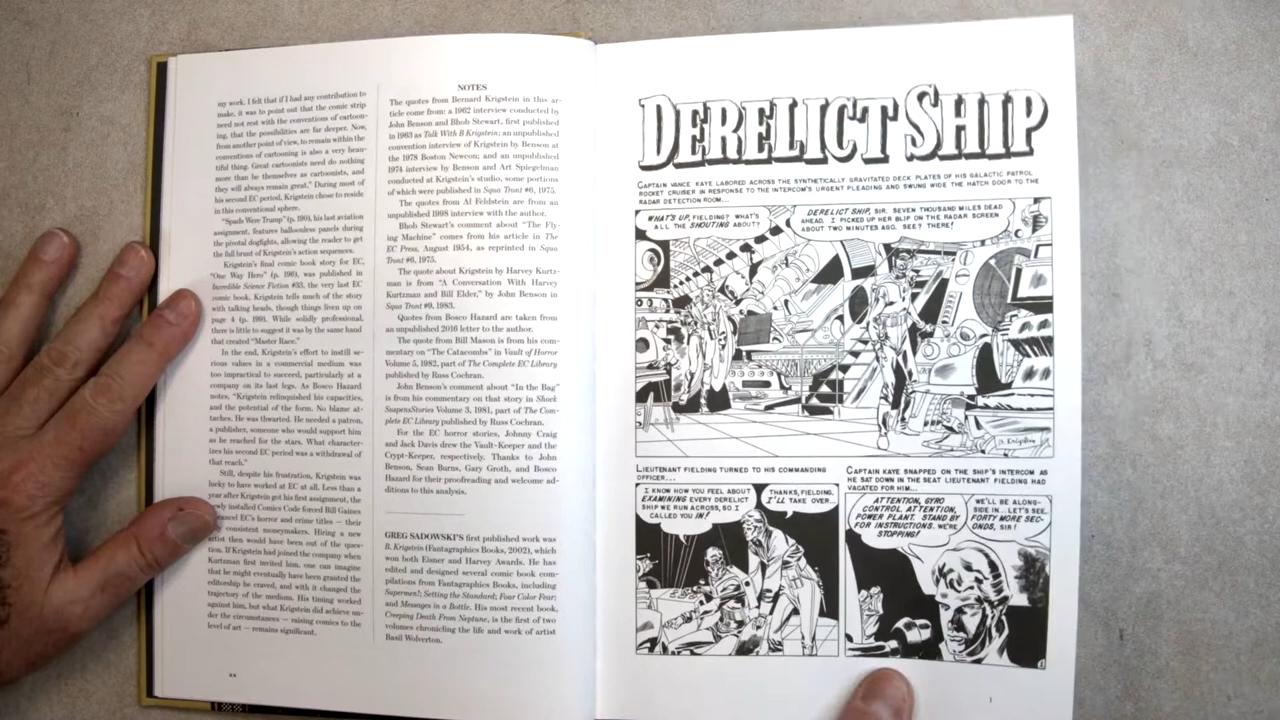 my work. I felt that if I had any contribution to
make, it was to point out that the comic strip
need not rest with the conventions of cartoon-
ing, that the possibilities are far deeper. Now,
from another point of view, to remain within the
conventions of cartooning is also a very beau-
tiful thing. Great cartoonists need do nothing
more than be themselves as cartoonists, and
they will always remain great.” During most of
his second EC period, Krigstein chose to reside
in this conventional sphere.
“Spads Were Trump” (p. 190), his last aviation
assignment, features balloonless panels during
the pivotal dogfights, allowing the reader to get
the full brunt of Krigstein's action sequences.
Krigstein's final comic book story for EC,
“One Way Hero” (p. 196), was published in
Incredible Science Fiction #33, the very last EC
comic book. Krigstein tells much of the story
with talking heads, though things liven up on
page 4 (p. 199). While solidly professional,
there is little to suggest it was by the same hand
that created “Master Race.”
In the end, Krigstein's effort to instill se-
rious values in a commercial medium was
too impractical to succeed, particularly at a
company on its last legs. As Bosco Hazard
notes, “Krigstein relinquished his capacities,
and the potential of the form. No blame at-
taches. He was thwarted. He needed a patron,
a publisher, someone who would support him
as he reached for the stars. What character-
izes his second EC period was a withdrawal of
that reach.”
Still, despite his frustration, Krigstein was
lucky to have worked at EC at all. Less than a
year after Krigstein got his first assignment, the
newly installed Comics Code forced Bill Gaines
cancel EC's horror and crime titles — their
consistent moneymakers. Hiring a new
artist then would have been out of the ques-
tion. If Krigstein had joined the company when
Kurtzman first invited him, one can imagine
that he might eventually have been granted the
editorship he craved, and with it changed the
trajectory of the medium. His timing worked
against him, but what Krigstein did achieve un-
der the circumstances — raising comics to the
level of art — remains significant.
NOTES
The quotes from Bernard Krigstein in this ar-
ticle come from: a 1962 interview conducted by
John Benson and Bhob Stewart, first published
in 1963 as Talk With B Krigstein; an unpublished
convention interview of Krigstein by Benson at
the 1978 Boston Newcon; and an unpublished
1974 interview by Benson and Art Spiegelman
conducted at Krigstein's studio, some portions
of which were published in Squa Tront #6, 1975.
The quotes from Al Feldstein are from an
unpublished 1998 interview with the author.
Bhob Stewart's comment about “The Fly-
ing Machine” comes from his article in The
EC Press, August 1954, as reprinted in Squa
Tront #6, 1975.
The quote about Krigstein by Harvey Kurtz-
man is from “A Conversation With Harvey
Kurtzman and Bill Elder,” by John Benson in
Squa Tront #9, 1983.
Quotes from Bosco Hazard are taken from
an unpublished 2016 letter to the author.
The quote from Bill Mason is from his com-
mentary on “The Catacombs” in Vault of Horror
Volume 5, 1982, part of The Complete EC Library
published by Russ Cochran.
John Benson's comment about “In the Bag”
is from his commentary on that story in Shock
SuspenStories Volume 3, 1981, part of The Com-
plete EC Library published by Russ Cochran.
For the EC horror stories, Johnny Craig
and Jack Davis drew the Vault-Keeper and the
Crypt-Keeper, respectively. Thanks to John
Benson, Sean Burns, Gary Groth, and Bosco
Hazard for their proofreading and welcome ad-
ditions to this analysis.
GREG SADOWSKI'S first published work was
B. Krigstein (Fantagraphics Books, 2002), which
won both Eisner and Harvey Awards. He has
edited and designed several comic book com-
pilations from Fantagraphics Books, including
Supermen!; Setting the Standard; Four Color Fear;
and Messages in a Bottle. His most recent book,
Creeping Death From Neptune, is the first of two
volumes chronicling the life and work of artist
Basil Wolverton.
DERELICT SHIP
CAPTAIN VANCE KAYE LABORED ACROSS THE SYNTHETICALLY GRAVITATED DECK PLATES OF HIS GALACTIC PATROL
ROCKET CRUISER IN RESPONSE TO THE INTERCOM'S URGENT PLEADING AND SWUNG WIDE THE HATCH DOOR TO THE
RADAR DETECTION ROOM...
WHAT'S UP, FIELDING? WHAT'S
ALL THE SHOUTING ABOUT?
DERELICT SHIP, SIR. SEVEN THOUSAND MILES DEAD
AHEAD. I PICKED UP HER BLIP ON THE RADAR SCREEN
ABOUT TWO MINUTES AGO. SEE? THERE!
B. Krigstein
LIEUTENANT FIELDING TURNED TO HIS COMMANDING
OFFICER...
I KNOW HOW YOU FEEL ABOUT
EXAMINING EVERY DERELICT
SHIP WE RUN ACROSS, SO I
CALLED YOU IN!
THANKS, FIELDING.
I'LL TAKE OVER...
CAPTAIN KAYE SNAPPED ON THE SHIP'S INTERCOM AS
HE SAT DOWN IN THE SEAT LIEUTENANT FIELDING HAD
VACATED FOR HIM...
ATTENTION, GYRO
CONTROL. ATTENTION,
POWER PLANT. STAND BY
FOR INSTRUCTIONS. WE'RE
STOPPING!
WE'LL BE ALONG-
SIDE IN... LET'S SEE.
FORTY MORE SEC-
ONDS, SIR!
1
1